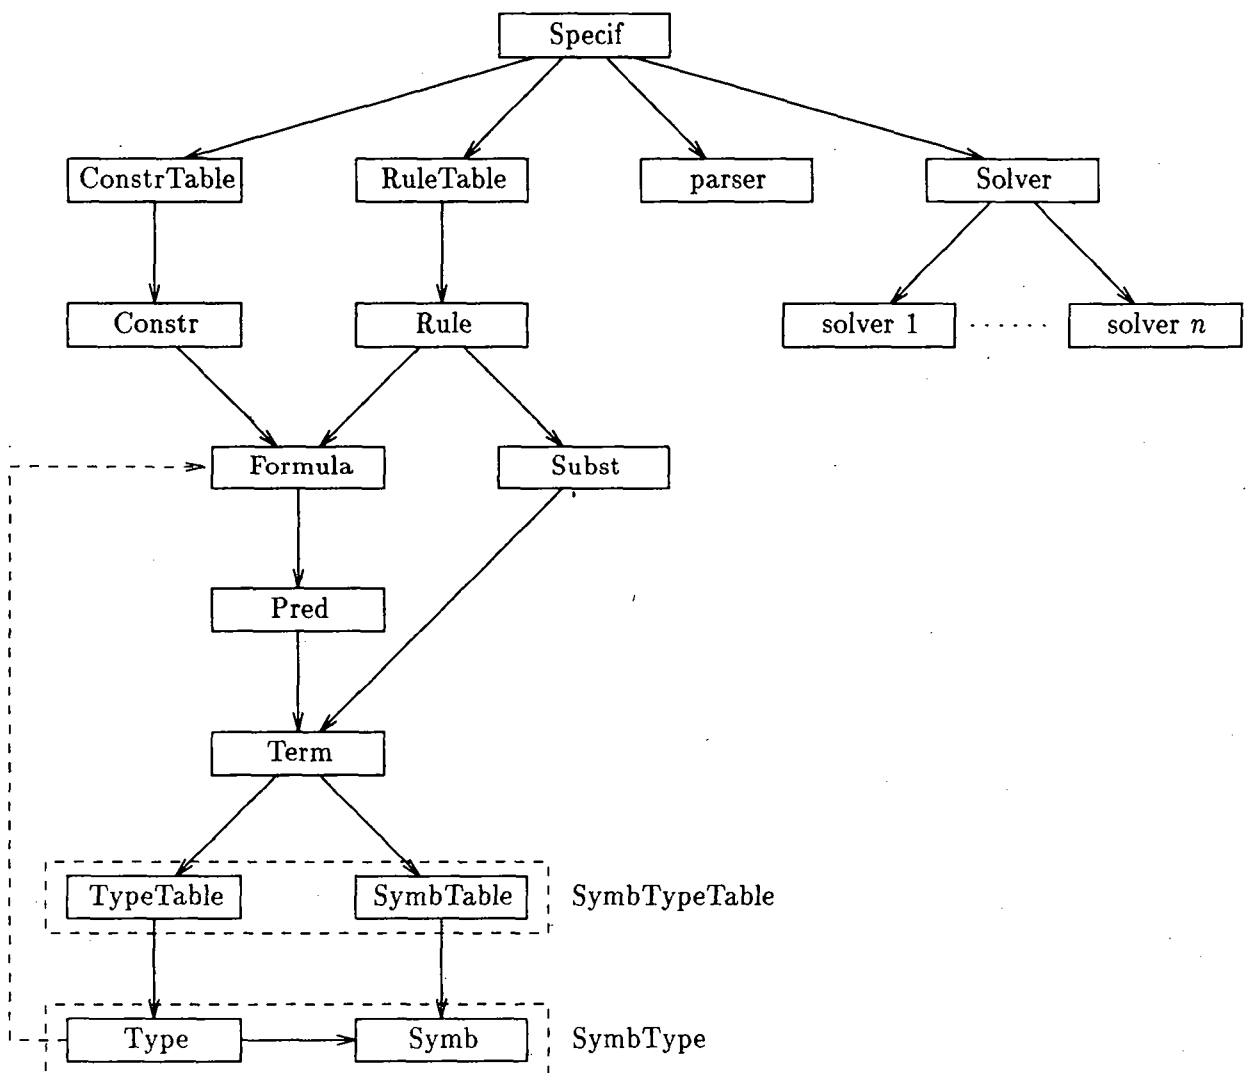 Specif
ConstrTable RuleTable parser Solver
Constr Rule solver 1 ...... solver n
Formula Subst
Pred
Term
TypeTable SymbTable SymbTypeTable
Type Symb SymbType